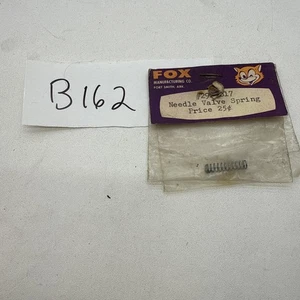 B162
FOX
MANUFACTURING CO.
FORT SMITH, ARK.
Needle Valve Spring
Price 25¢